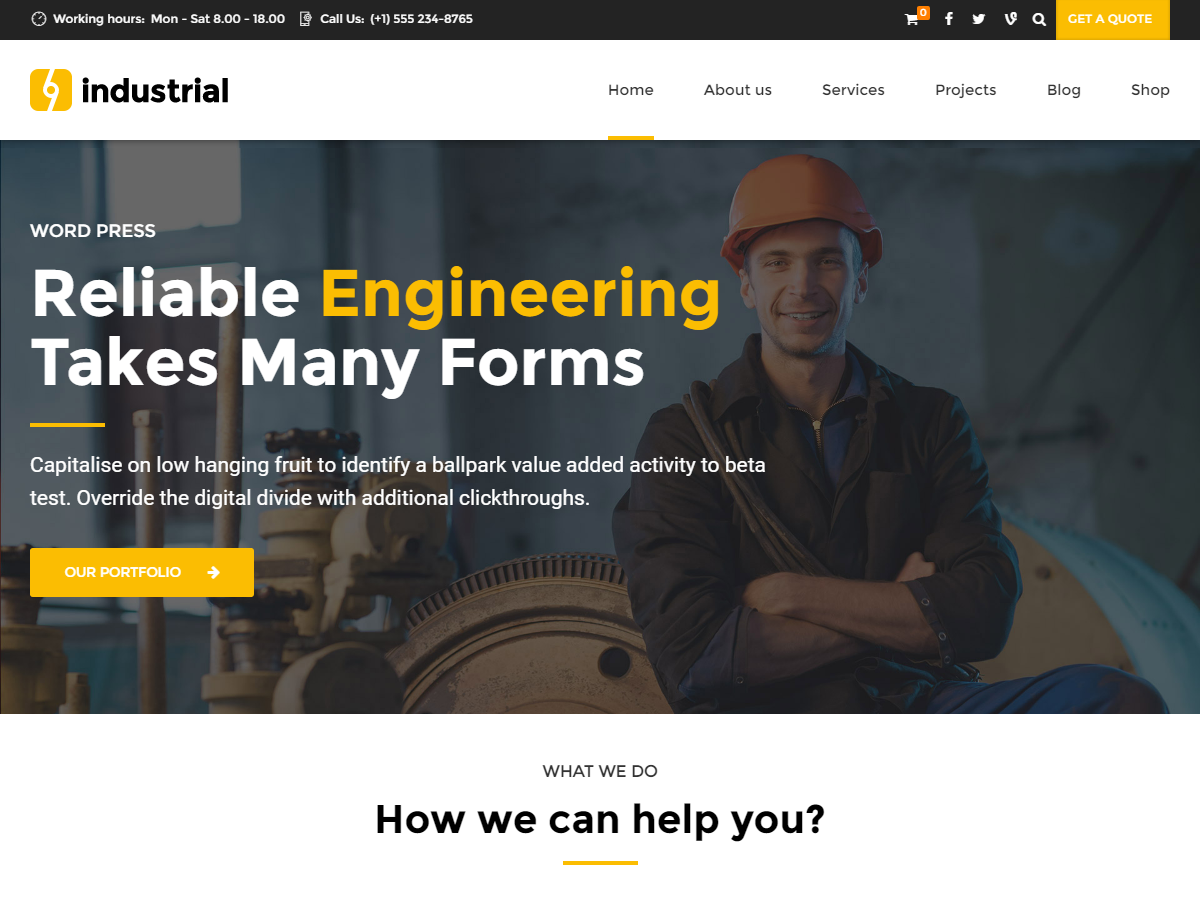 Working hours: Mon - Sat 8.00 - 18.00 Call Us: (+1) 555 234-8765
0
GET A QUOTE
industrial
Home About us Services Projects Blog Shop
WORD PRESS
Reliable Engineering
Takes Many Forms
Capitalise on low hanging fruit to identify a ballpark value added activity to beta
test. Override the digital divide with additional clickthroughs.
OUR PORTFOLIO
WHAT WE DO
How we can help you?